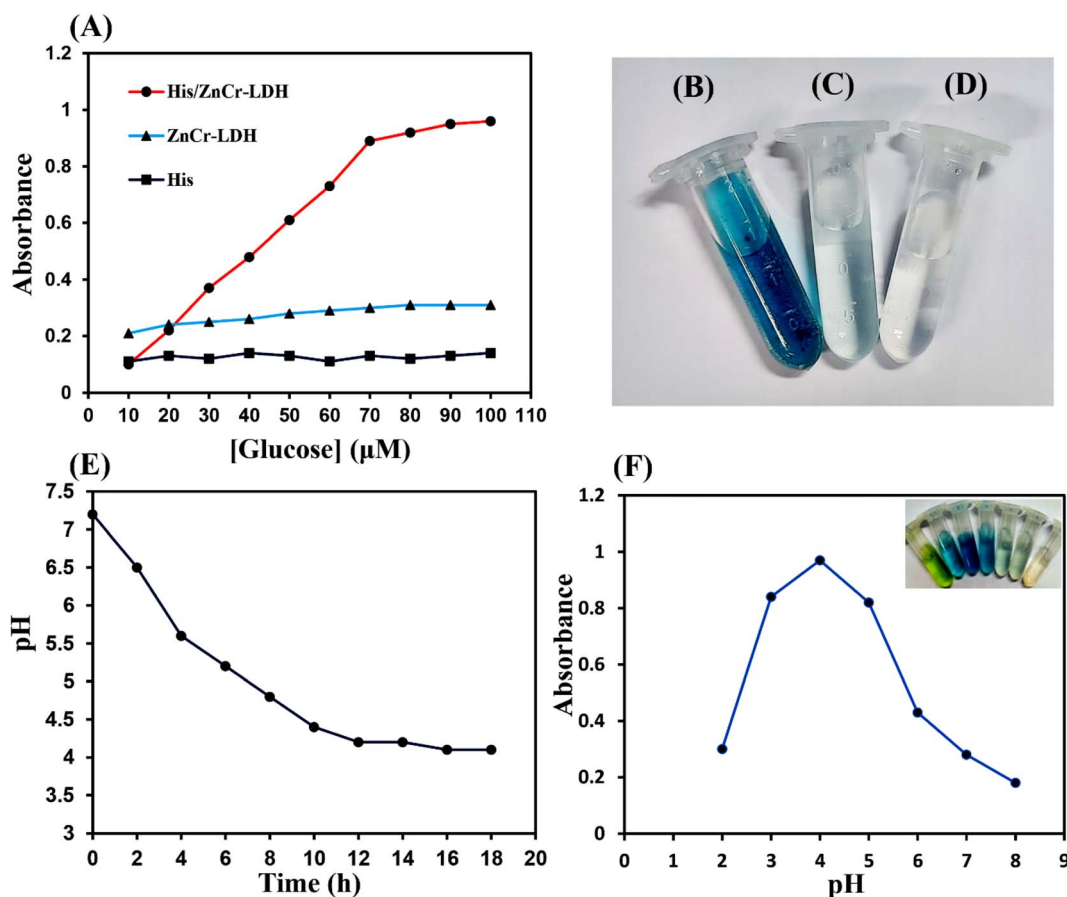 (A)
1.2
1
0.8
0.6
0.4
0.2
0
Absorbance
His/ZnCr-LDH
ZnCr-LDH
His
0 10 20 30 40 50 60 70 80 90 100 110
[Glucose] (μM)
(B) (C) (D)
(E)
7.5
7
6.5
6
5.5
5
4.5
4
3.5
3
pH
0 2 4 6 8 10 12 14 16 18 20
Time (h)
(F)
1.2
1
0.8
0.6
0.4
0.2
0
Absorbance
0 1 2 3 4 5 6 7 8 9
pH